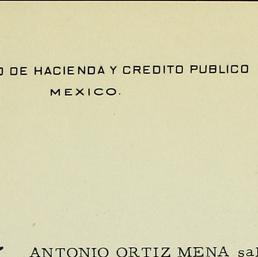 DE HACIENDA Y CREDITO PUBLICO
MEXICO.
ANTONIO ORTIZ MENA